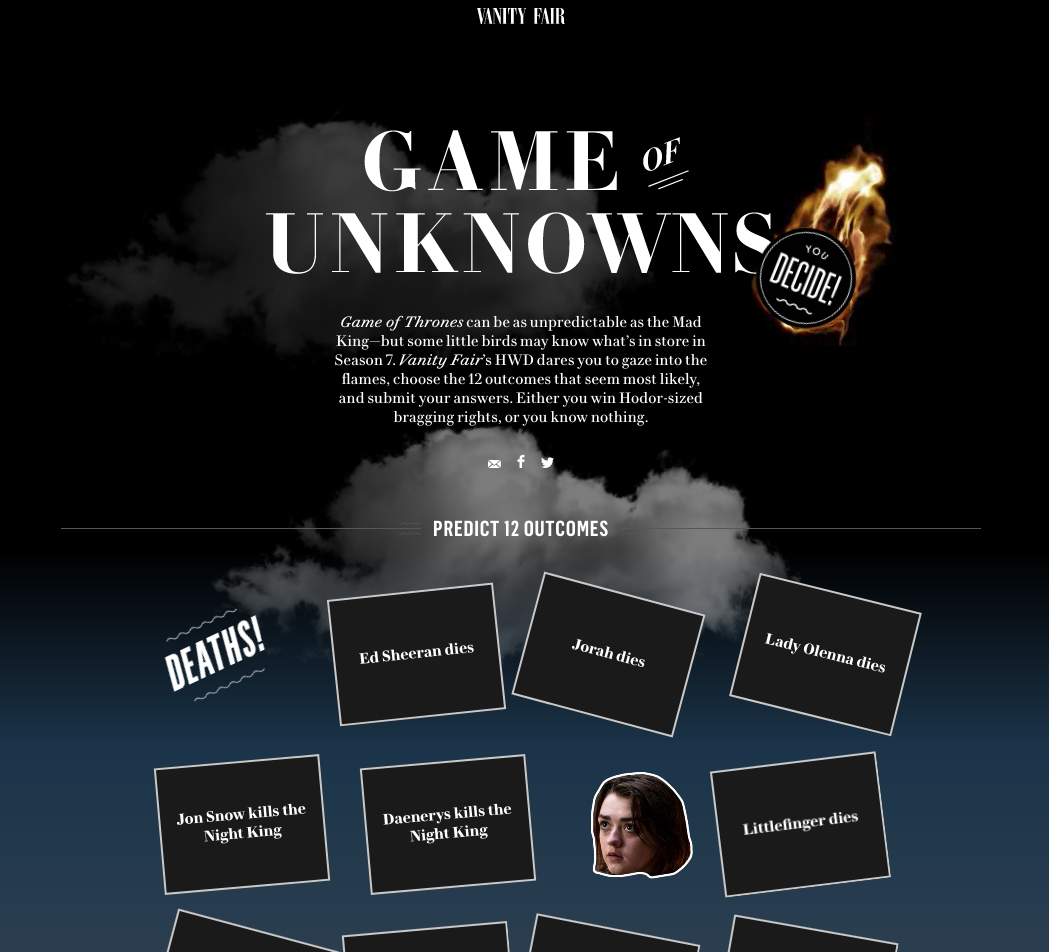 VANITY FAIR
GAME OF
UNKNOWNS
YOU
DECIDE!
Game of Thrones can be as unpredictable as the Mad
King—but some little birds may know what's in store in
Season 7. Vanity Fair's HWD dares you to gaze into the
flames, choose the 12 outcomes that seem most likely,
and submit your answers. Either you win Hodor-sized
bragging rights, or you know nothing.
PREDICT 12 OUTCOMES
DEATHS!
Ed Sheeran dies
Jorah dies
Lady Olenna dies
Jon Snow kills the
Night King
Daenerys kills the
Night King
Littlefinger dies